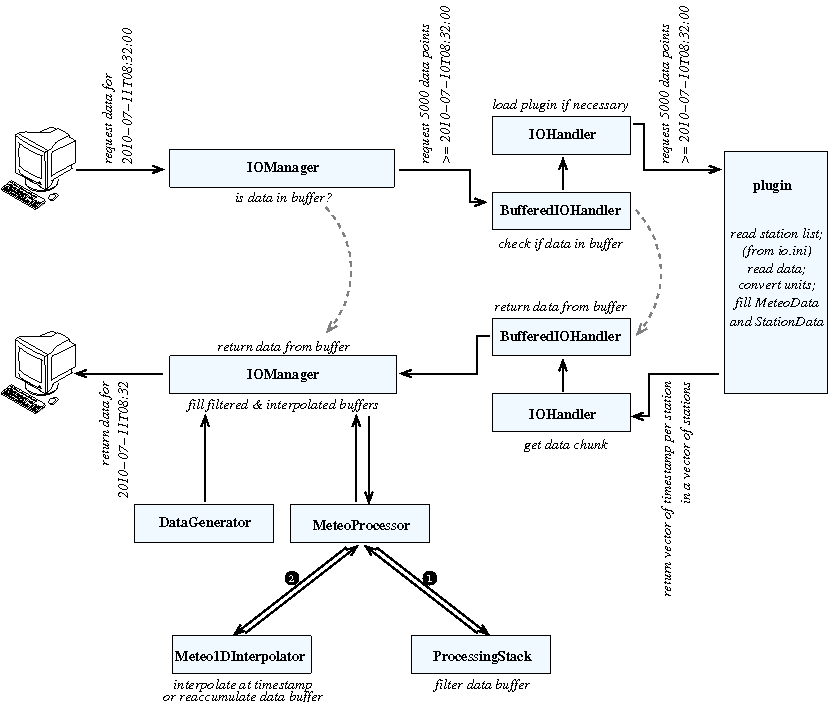 request data for
2010-07-11T08:32:00
IOManager
is data in buffer?
request 5000 data points
>= 2010-07-10T08:32:00
load plugin if necessary
IOHandler
BufferedIOHandler
check if data in buffer
request 5000 data points
>= 2010-07-10T08:32:00
plugin
read station list;
(from io.ini)
read data;
convert units;
fill MeteoData
and StationData
return data from buffer
BufferedIOHandler
IOHandler
get data chunk
return vector of timestamp per station
in a vector of stations
return data from buffer
IOManager
fill filtered & interpolated buffers
return data for
2010-07-11T08:32
DataGenerator
MeteoProcessor
2
1
Meteo1DInterpolator
interpolate at timestamp
or reaccumulate data buffer
ProcessingStack
filter data buffer